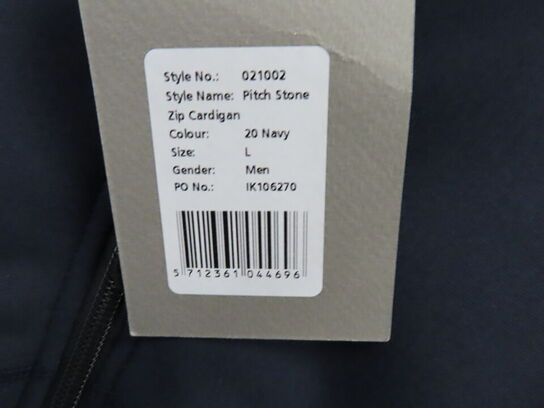 Style No.: 021002
Style Name: Pitch Stone
Zip Cardigan
Colour: 20 Navy
Size: L
Gender: Men
PO No.: IK106270
5 712361 044696